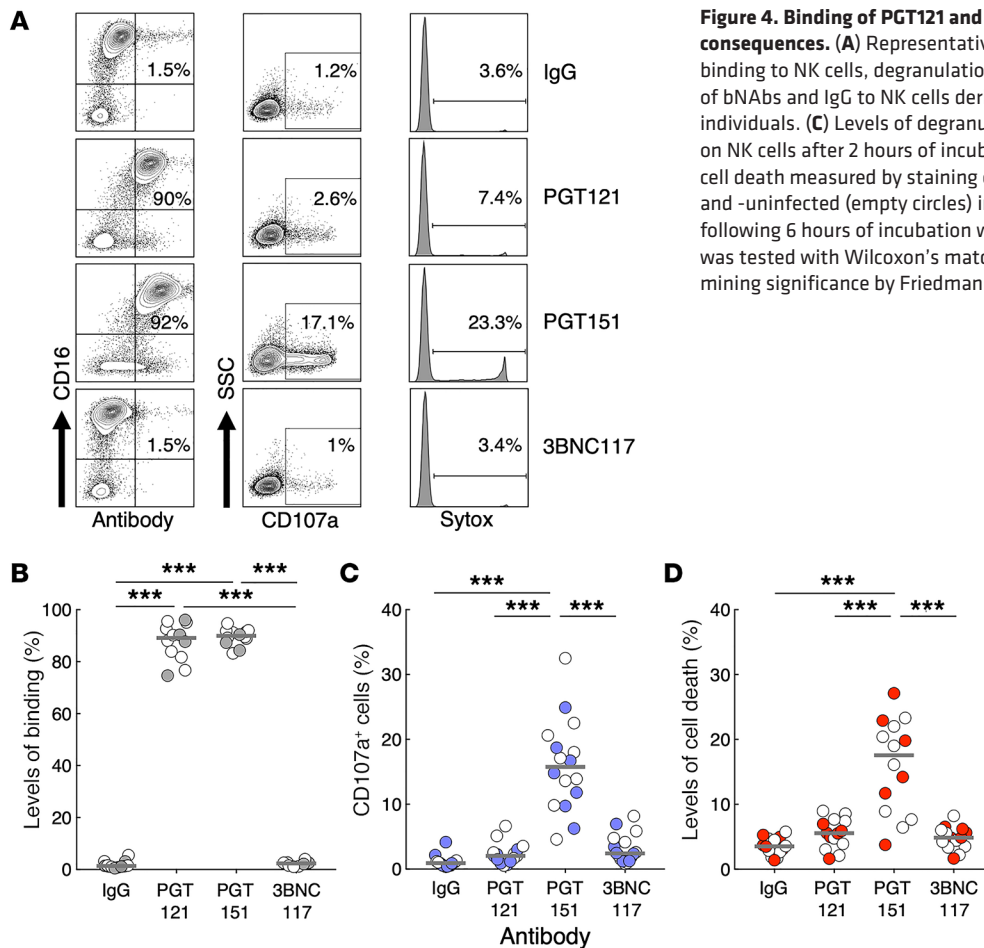 A
1.5%
1.2%
3.6%
IgG
90%
2.6%
7.4%
PGT121
92%
17.1%
23.3%
PGT151
1.5%
1%
3.4%
3BNC117
CD16
SSC
Antibody
CD107a
Sytox
Figure 4. Binding of PGT121 and
consequences. (A) Representativ
binding to NK cells, degranulation
of bNAbs and IgG to NK cells der
individuals. (C) Levels of degranu
on NK cells after 2 hours of incub
cell death measured by staining
and -uninfected (empty circles) i
following 6 hours of incubation w
was tested with Wilcoxon's matc
mining significance by Friedman
B
*** ***
*** ***
Levels of binding (%)
100
80
60
40
20
0
IgG PGT PGT 3BNC
121 151 117
C
***
*** ***
CD107a+ cells (%)
40
30
20
10
0
IgG PGT PGT 3BNC
121 151 117
Antibody
D
***
*** ***
Levels of cell death (%)
40
30
20
10
0
IgG PGT PGT 3BNC
121 151 117